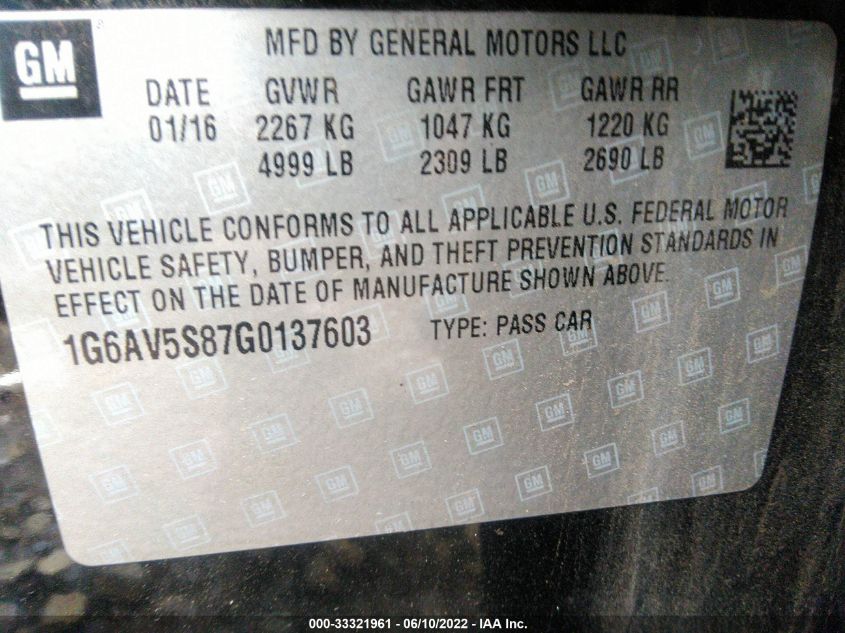 GM
MFD BY GENERAL MOTORS LLC
DATE GVWR GAWR FRT GAWR RR
01/16 2267 KG 1047 KG 1220 KG
4999 LB 2309 LB 2690 LB
THIS VEHICLE CONFORMS TO ALL APPLICABLE U.S. FEDERAL MOTOR
VEHICLE SAFETY, BUMPER, AND THEFT PREVENTION STANDARDS IN
EFFECT ON THE DATE OF MANUFACTURE SHOWN ABOVE.
1G6AV5S87G0137603 TYPE: PASS CAR
000-33321961 - 06/10/2022 - IAA Inc.